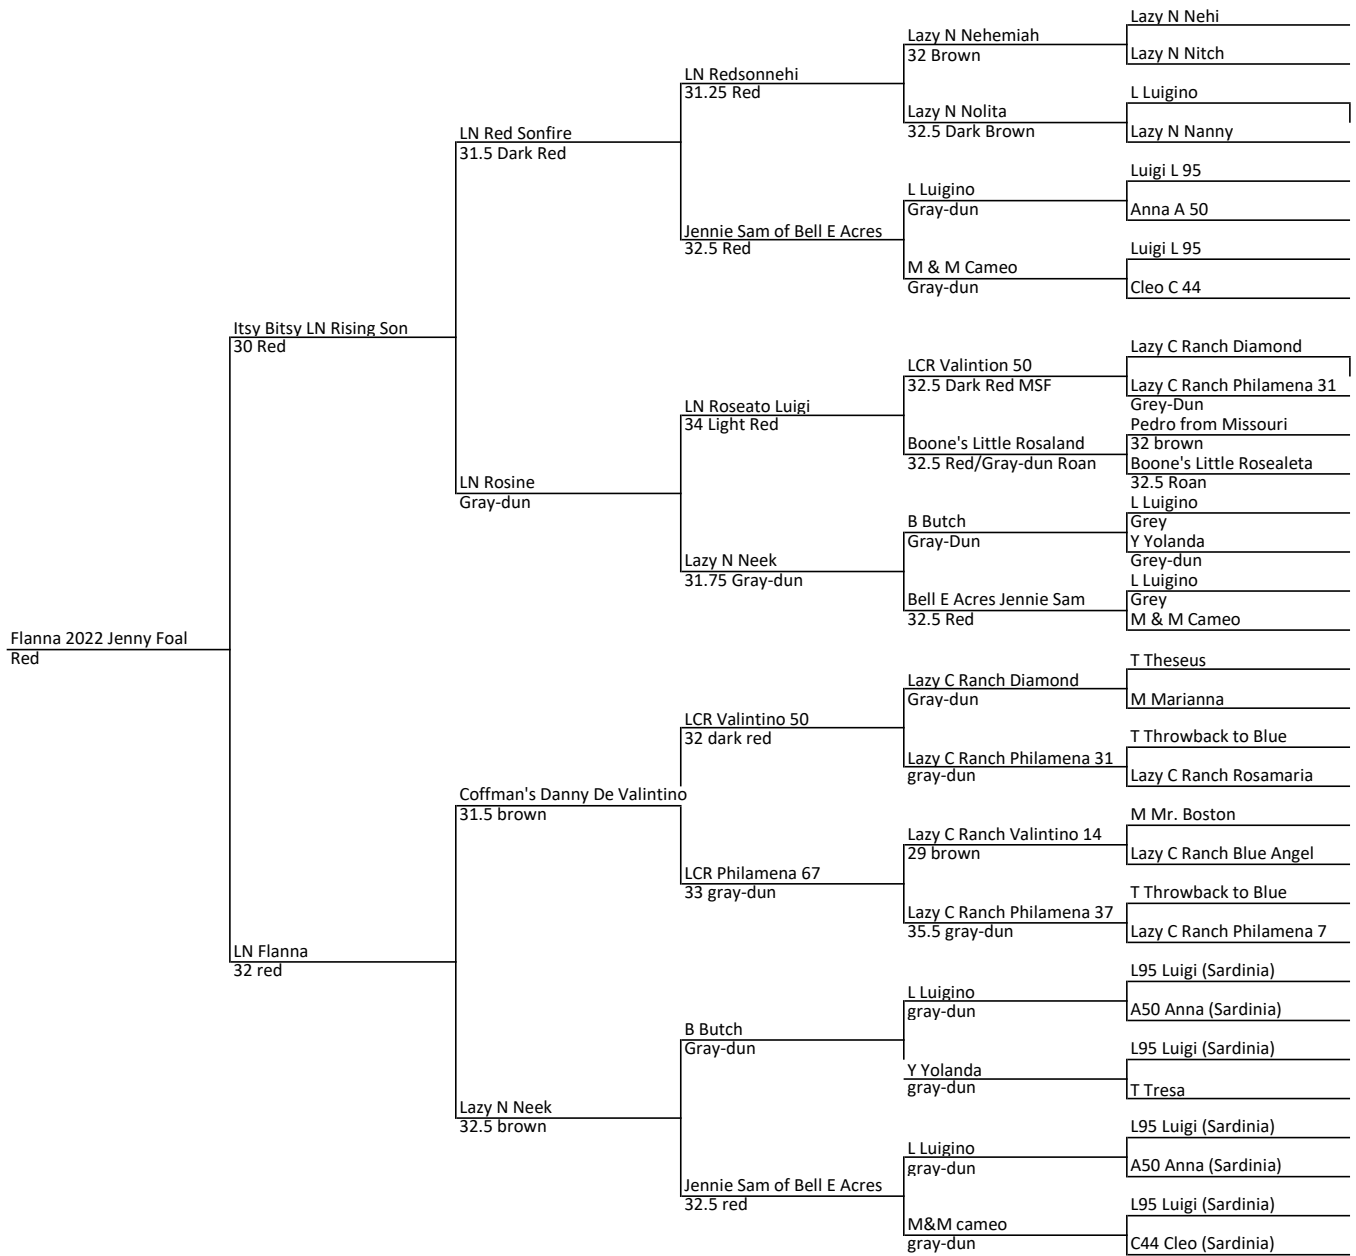 Flanna 2022 Jenny Foal
Red
Itsy Bitsy LN Rising Son
30 Red
LN Flanna
32 red
LN Red Sonfire
31.5 Dark Red
LN Rosine
Gray-dun
Coffman's Danny De Valintino
31.5 brown
Lazy N Neek
32.5 brown
LN Redsonnehi
31.25 Red
Jennie Sam of Bell E Acres
32.5 Red
LN Roseato Luigi
34 Light Red
Lazy N Neek
31.75 Gray-dun
LCR Valintino 50
32 dark red
LCR Philamena 67
33 gray-dun
B Butch
Gray-dun
Jennie Sam of Bell E Acres
32.5 red
Lazy N Nehemiah
32 Brown
Lazy N Nolita
32.5 Dark Brown
L Luigino
Gray-dun
M & M Cameo
Gray-dun
LCR Valintion 50
32.5 Dark Red MSF
Boone's Little Rosaland
32.5 Red/Gray-dun Roan
B Butch
Gray-Dun
Bell E Acres Jennie Sam
32.5 Red
Lazy C Ranch Diamond
Gray-dun
Lazy C Ranch Philamena 31
gray-dun
Lazy C Ranch Valintino 14
29 brown
Lazy C Ranch Philamena 37
35.5 gray-dun
L Luigino
gray-dun
Y Yolanda
gray-dun
L Luigino
gray-dun
M&M cameo
gray-dun
Lazy N Nehi
Lazy N Nitch
L Luigino
Lazy N Nanny
Luigi L 95
Anna A 50
Luigi L 95
Cleo C 44
Lazy C Ranch Diamond
Lazy C Ranch Philamena 31
Grey-Dun
Pedro from Missouri
32 brown
Boone's Little Rosealeta
32.5 Roan
L Luigino
Grey
Y Yolanda
Grey-dun
L Luigino
Grey
M & M Cameo
T Theseus
M Marianna
T Throwback to Blue
Lazy C Ranch Rosamaria
M Mr. Boston
Lazy C Ranch Blue Angel
T Throwback to Blue
Lazy C Ranch Philamena 7
L95 Luigi (Sardinia)
A50 Anna (Sardinia)
L95 Luigi (Sardinia)
T Tresa
L95 Luigi (Sardinia)
A50 Anna (Sardinia)
L95 Luigi (Sardinia)
C44 Cleo (Sardinia)